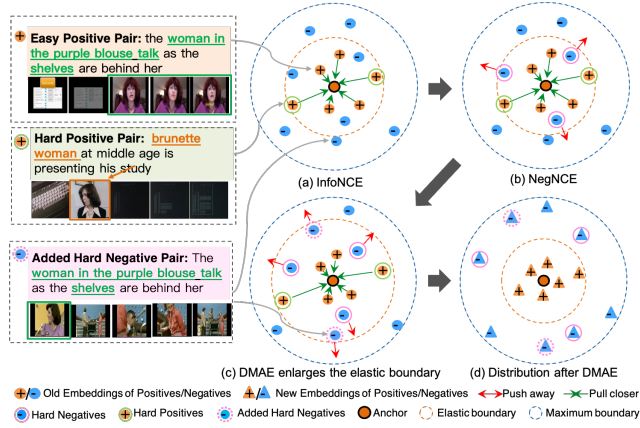 Easy Positive Pair: the woman in
the purple blouse talk as the
shelves are behind her
Hard Positive Pair: brunette
woman at middle age is
presenting his study
Added Hard Negative Pair: The
woman in the purple blouse talk
as the shelves are behind her
(a) InfoNCE
(b) NegNCE
(c) DMAE enlarges the elastic boundary
(d) Distribution after DMAE
Old Embeddings of Positives/Negatives
New Embeddings of Positives/Negatives
Push away
Pull closer
Hard Negatives
Hard Positives
Added Hard Negatives
Anchor
Elastic boundary
Maximum boundary